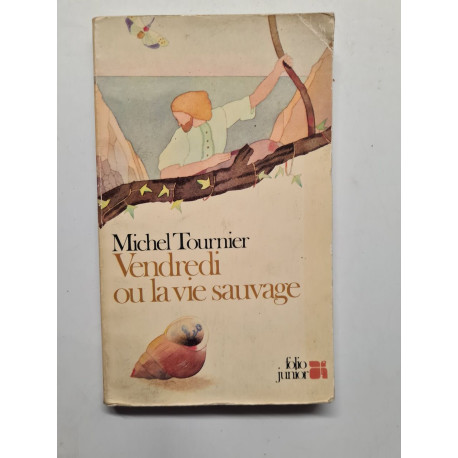 Michel Tournier
Vendredi
ou la vie sauvage
folio
junior